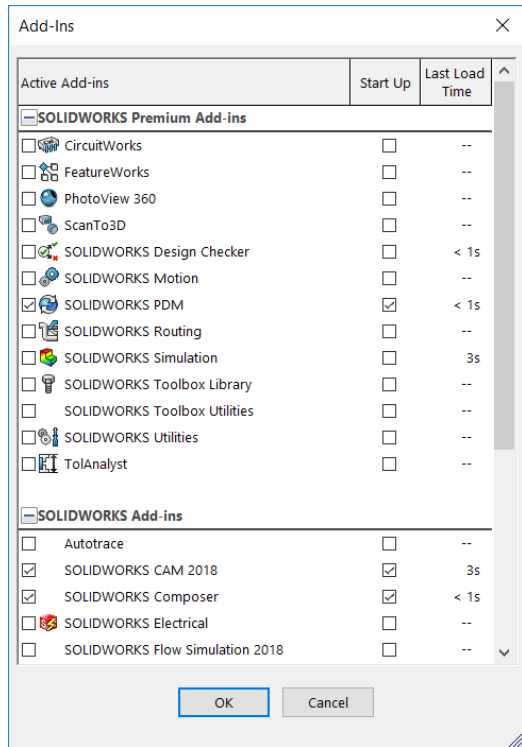 Add-Ins
Active Add-ins Start Up Last Load Time
SOLIDWORKS Premium Add-ins
CircuitWorks --
FeatureWorks --
PhotoView 360 --
ScanTo3D --
SOLIDWORKS Design Checker < 1s
SOLIDWORKS Motion --
SOLIDWORKS PDM < 1s
SOLIDWORKS Routing --
SOLIDWORKS Simulation 3s
SOLIDWORKS Toolbox Library --
SOLIDWORKS Toolbox Utilities --
SOLIDWORKS Utilities --
TolAnalyst --
SOLIDWORKS Add-ins
Autotrace --
SOLIDWORKS CAM 2018 3s
SOLIDWORKS Composer < 1s
SOLIDWORKS Electrical --
SOLIDWORKS Flow Simulation 2018 --
OK Cancel